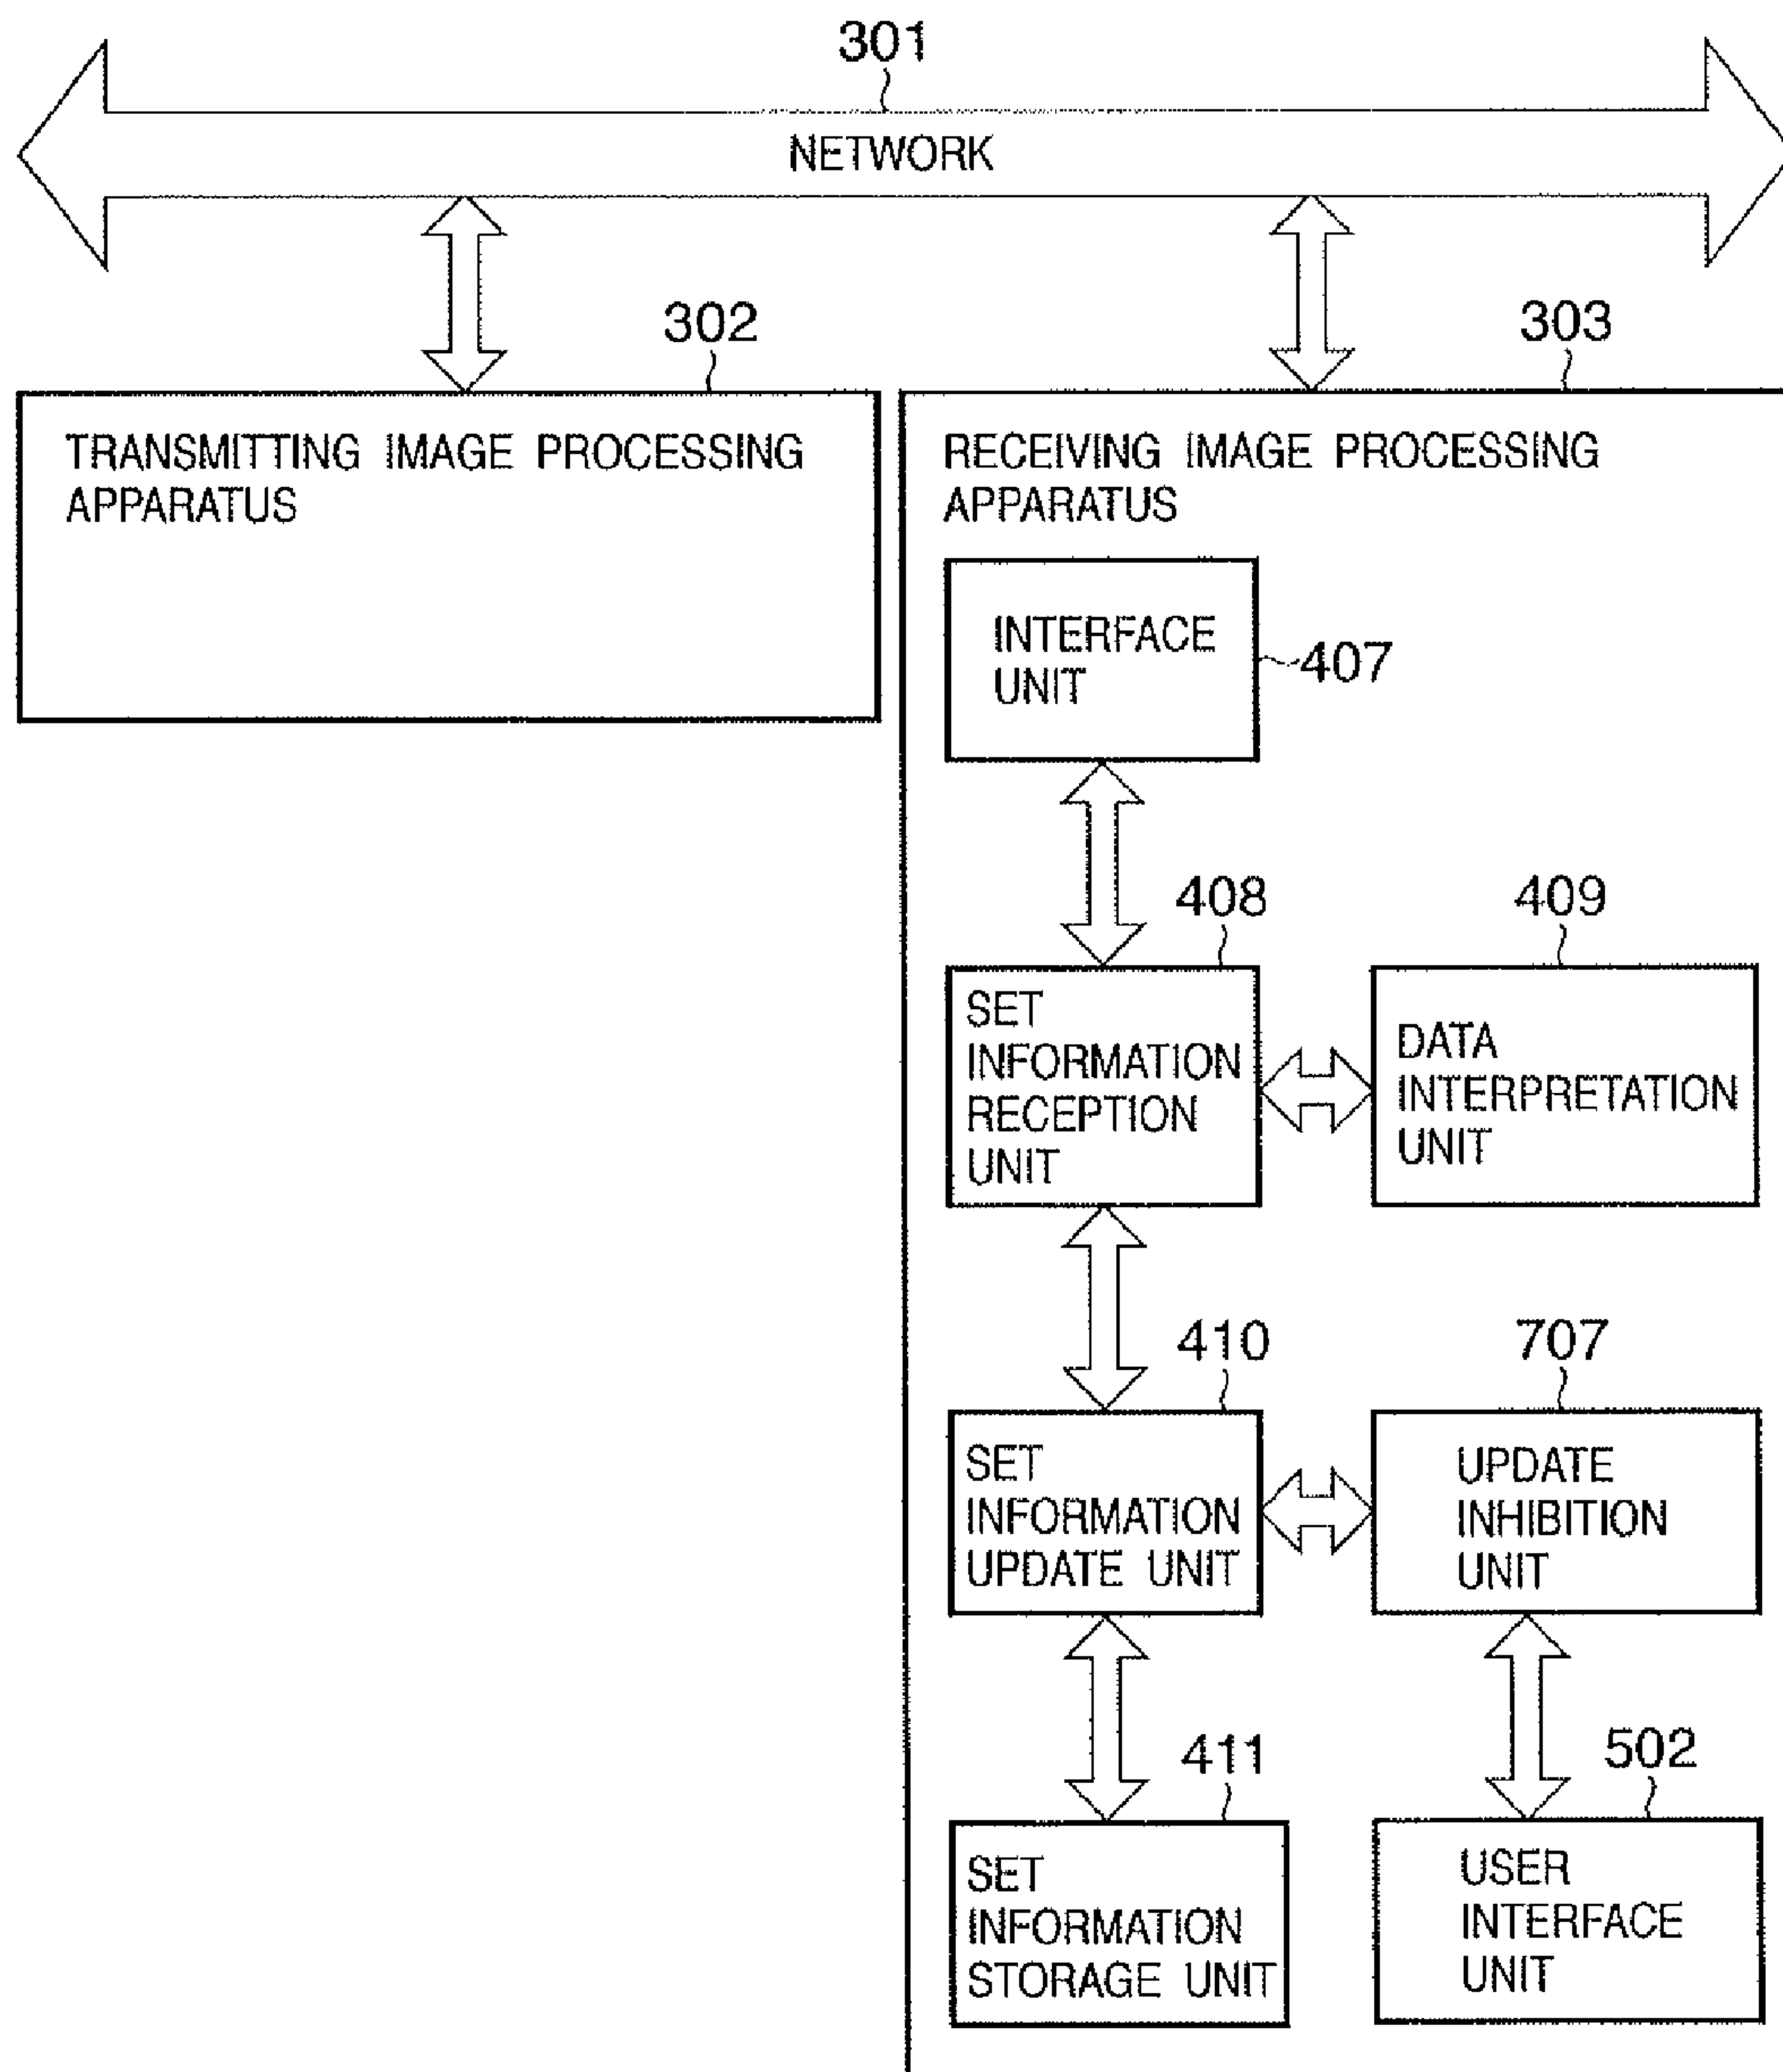 301
NETWORK
302
303
TRANSMITTING IMAGE PROCESSING
APPARATUS
RECEIVING IMAGE PROCESSING
APPARATUS
INTERFACE
UNIT
407
408
409
SET
INFORMATION
RECEPTION
UNIT
DATA
INTERPRETATION
UNIT
410
707
SET
INFORMATION
UPDATE UNIT
UPDATE
INHIBITION
UNIT
411
502
SET
INFORMATION
STORAGE UNIT
USER
INTERFACE
UNIT